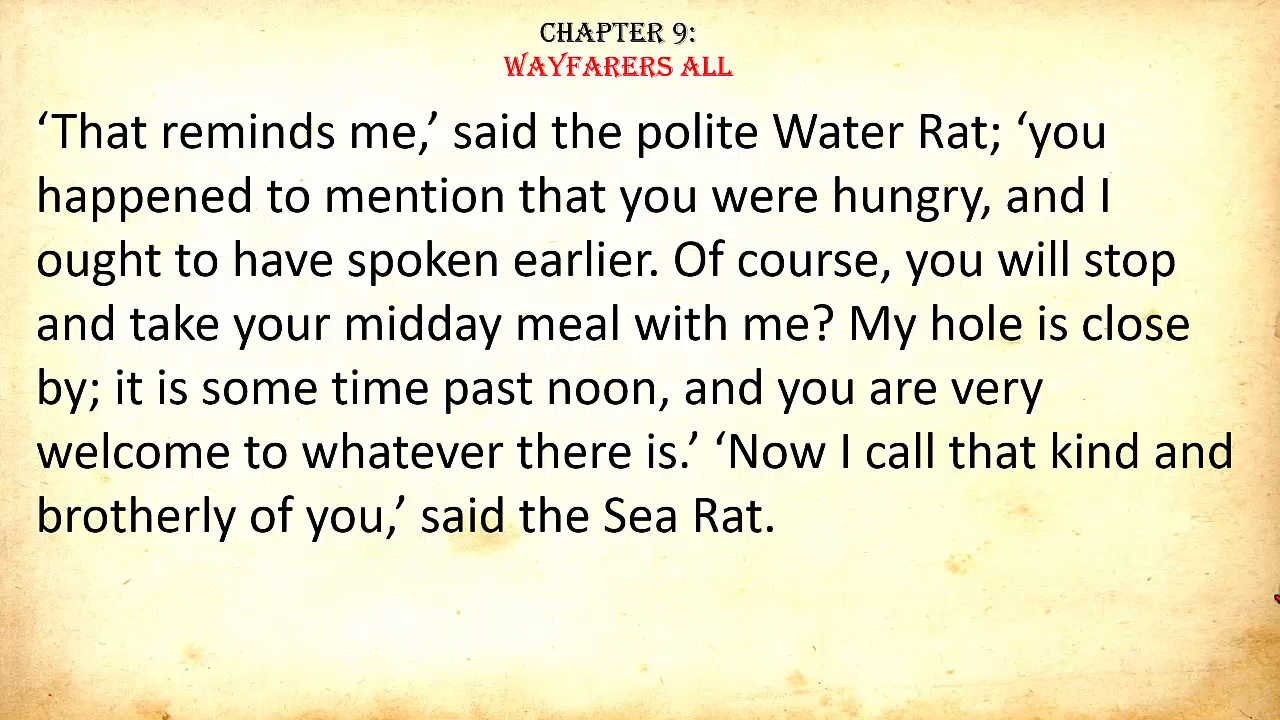 CHAPTER 9:
WAYFARERS ALL
‘That reminds me,’ said the polite Water Rat; ‘you
happened to mention that you were hungry, and I
ought to have spoken earlier. Of course, you will stop
and take your midday meal with me? My hole is close
by; it is some time past noon, and you are very
welcome to whatever there is.’ ‘Now I call that kind and
brotherly of you,’ said the Sea Rat.